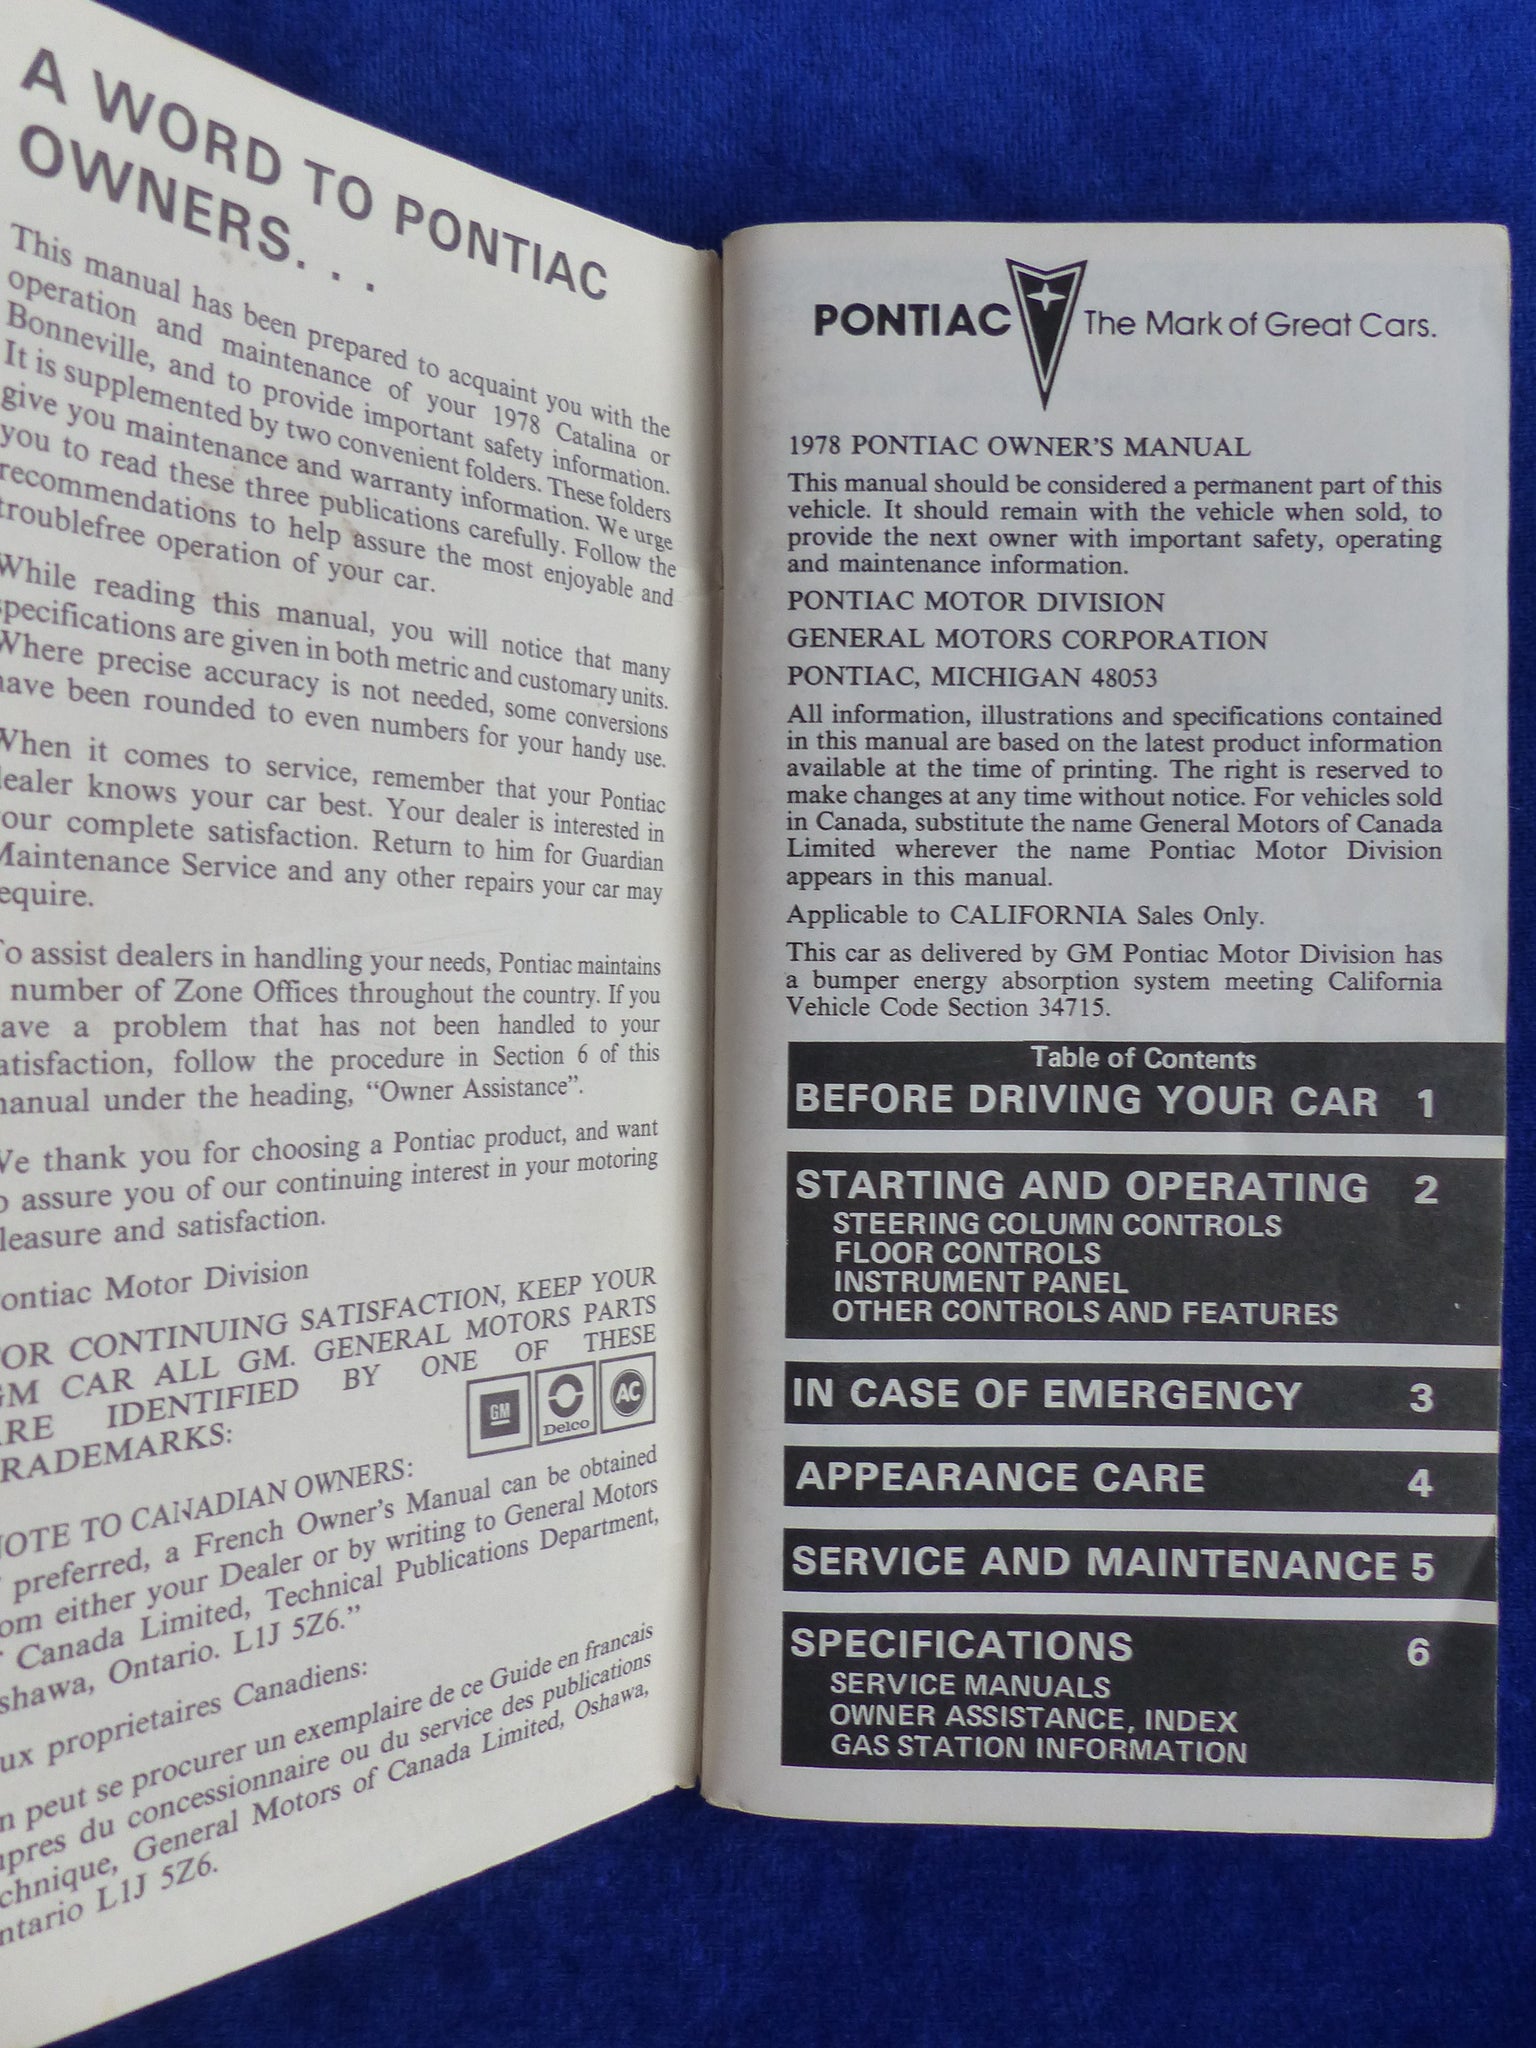 A WORD TO PONTIAC
OWNERS. . .
This manual has been prepared to acquaint you with the
operation and maintenance of your 1978 Catalina or
Bonneville, and to provide important safety information.
It is supplemented by two convenient folders. These folders
give you maintenance and warranty information. We urge
you to read these three publications carefully. Follow the
recommendations to help assure the most enjoyable and
troublefree operation of your car.
While reading this manual, you will notice that many
specifications are given in both metric and customary units.
Where precise accuracy is not needed, some conversions
have been rounded to even numbers for your handy use.
When it comes to service, remember that your Pontiac
dealer knows your car best. Your dealer is interested in
your complete satisfaction. Return to him for Guardian
Maintenance Service and any other repairs your car may
require.
To assist dealers in handling your needs, Pontiac maintains
number of Zone Offices throughout the country. If you
have a problem that has not been handled to your
satisfaction, follow the procedure in Section 6 of this
manual under the heading, “Owner Assistance”.
We thank you for choosing a Pontiac product, and want
to assure you of our continuing interest in your motoring
pleasure and satisfaction.
Pontiac Motor Division
FOR CONTINUING SATISFACTION, KEEP YOUR
GM CAR ALL GM. GENERAL MOTORS PARTS
ARE IDENTIFIED BY ONE OF THESE
TRADEMARKS:
GM Delco AC
NOTE TO CANADIAN OWNERS:
preferred, a French Owner’s Manual can be obtained
from either your Dealer or by writing to General Motors
of Canada Limited, Technical Publications Department,
Oshawa, Ontario. L1J 5Z6.”
Aux proprietaires Canadiens:
On peut se procurer un exemplaire de ce Guide en francais
aupres du concessionnaire ou du service des publications
technique, General Motors of Canada Limited, Oshawa,
Ontario L1J 5Z6.
PONTIAC The Mark of Great Cars.
1978 PONTIAC OWNER’S MANUAL
This manual should be considered a permanent part of this
vehicle. It should remain with the vehicle when sold, to
provide the next owner with important safety, operating
and maintenance information.
PONTIAC MOTOR DIVISION
GENERAL MOTORS CORPORATION
PONTIAC, MICHIGAN 48053
All information, illustrations and specifications contained
in this manual are based on the latest product information
available at the time of printing. The right is reserved to
make changes at any time without notice. For vehicles sold
in Canada, substitute the name General Motors of Canada
Limited wherever the name Pontiac Motor Division
appears in this manual.
Applicable to CALIFORNIA Sales Only.
This car as delivered by GM Pontiac Motor Division has
a bumper energy absorption system meeting California
Vehicle Code Section 34715.
Table of Contents
BEFORE DRIVING YOUR CAR 1
STARTING AND OPERATING 2
STEERING COLUMN CONTROLS
FLOOR CONTROLS
INSTRUMENT PANEL
OTHER CONTROLS AND FEATURES
IN CASE OF EMERGENCY 3
APPEARANCE CARE 4
SERVICE AND MAINTENANCE 5
SPECIFICATIONS 6
SERVICE MANUALS
OWNER ASSISTANCE, INDEX
GAS STATION INFORMATION